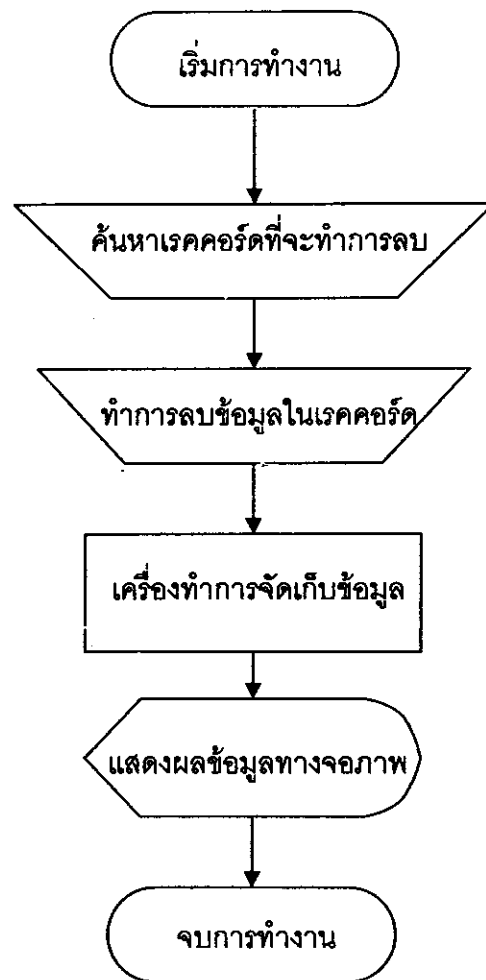 เริ่มการทำงาน
ค้นหาเรคคอร์ดที่จะทำการลบ
ทำการลบข้อมูลในเรคคอร์ด
เครื่องทำการจัดเก็บข้อมูล
แสดงผลข้อมูลทางจอภาพ
จบการทำงาน